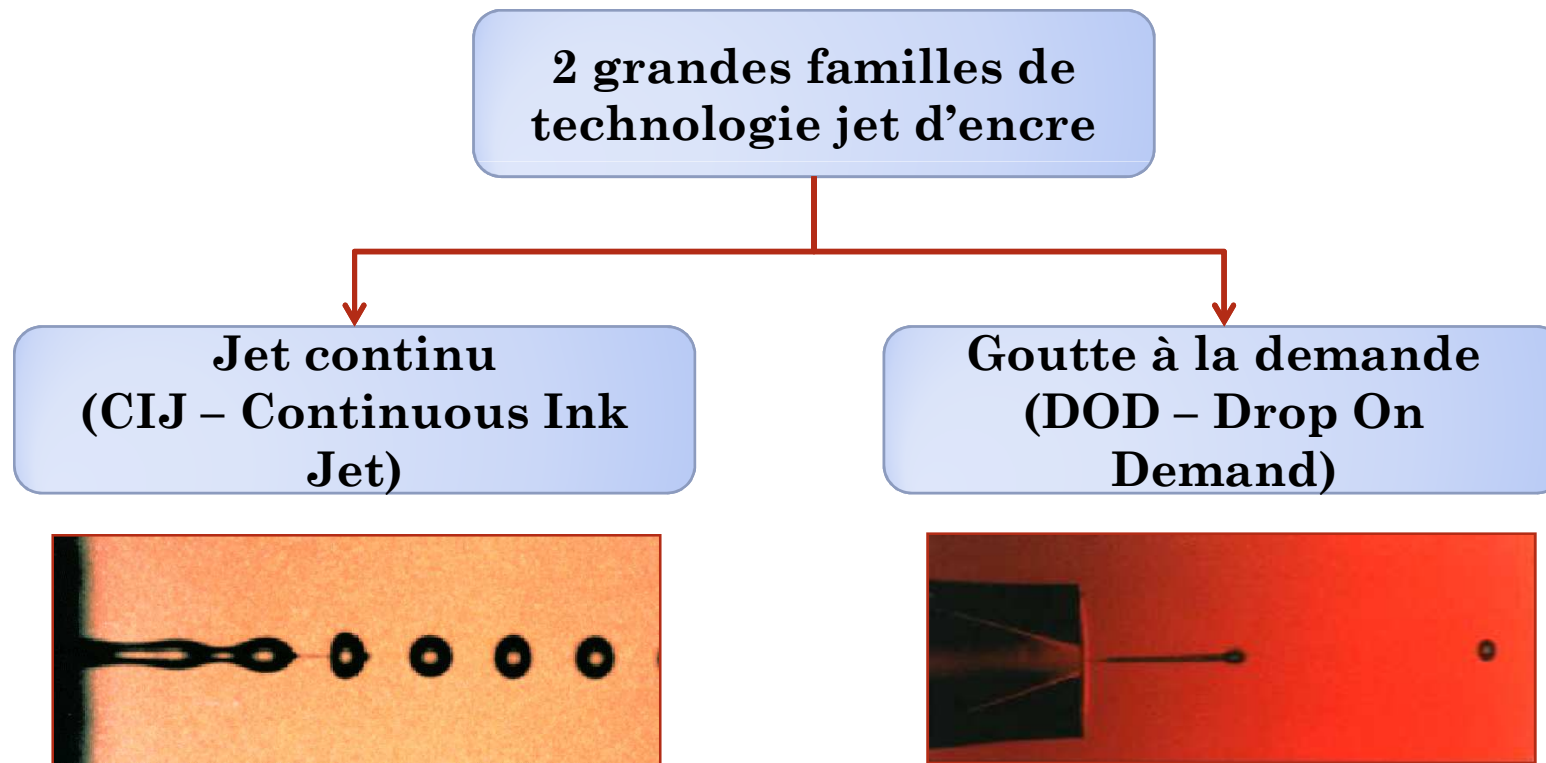 2 grandes familles de
technologie jet d’encre
Jet continu
(CIJ – Continuous Ink
Jet)
Goutte à la demande
(DOD – Drop On
Demand)